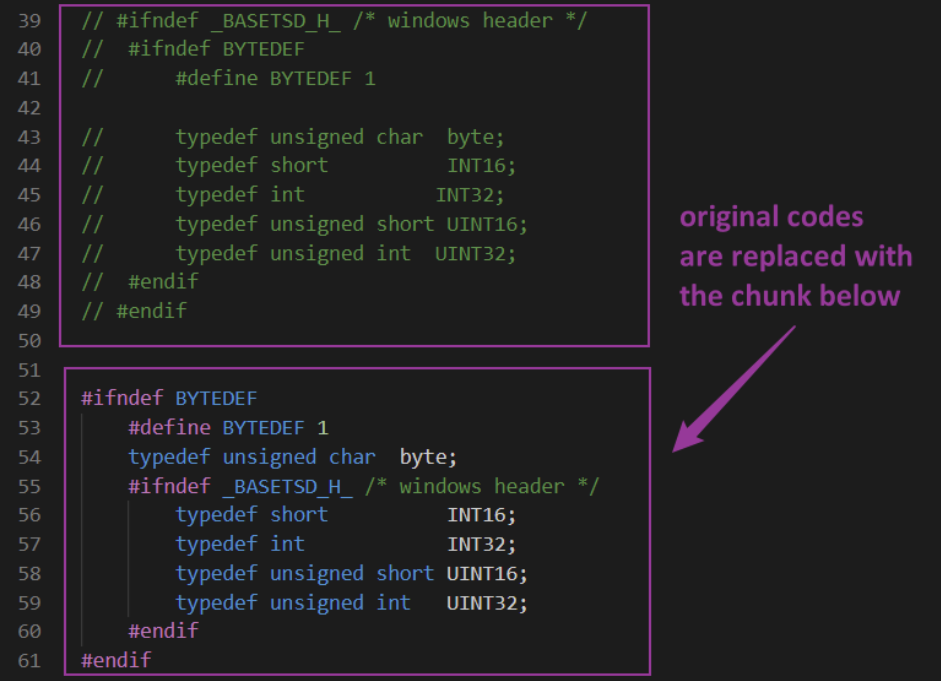 39 // #ifndef _BASETSD_H_ /* windows header */
40 //  #ifndef BYTEDEF
41 //      #define BYTEDEF 1
42
43 //      typedef unsigned char  byte;
44 //      typedef short          INT16;
45 //      typedef int           INT32;
46 //      typedef unsigned short UINT16;
47 //      typedef unsigned int  UINT32;
48 //  #endif
49 // #endif
50
51
52 #ifndef BYTEDEF
53     #define BYTEDEF 1
54     typedef unsigned char  byte;
55     #ifndef _BASETSD_H_ /* windows header */
56         typedef short          INT16;
57         typedef int            INT32;
58         typedef unsigned short UINT16;
59         typedef unsigned int   UINT32;
60     #endif
61 #endif
original codes
are replaced with
the chunk below